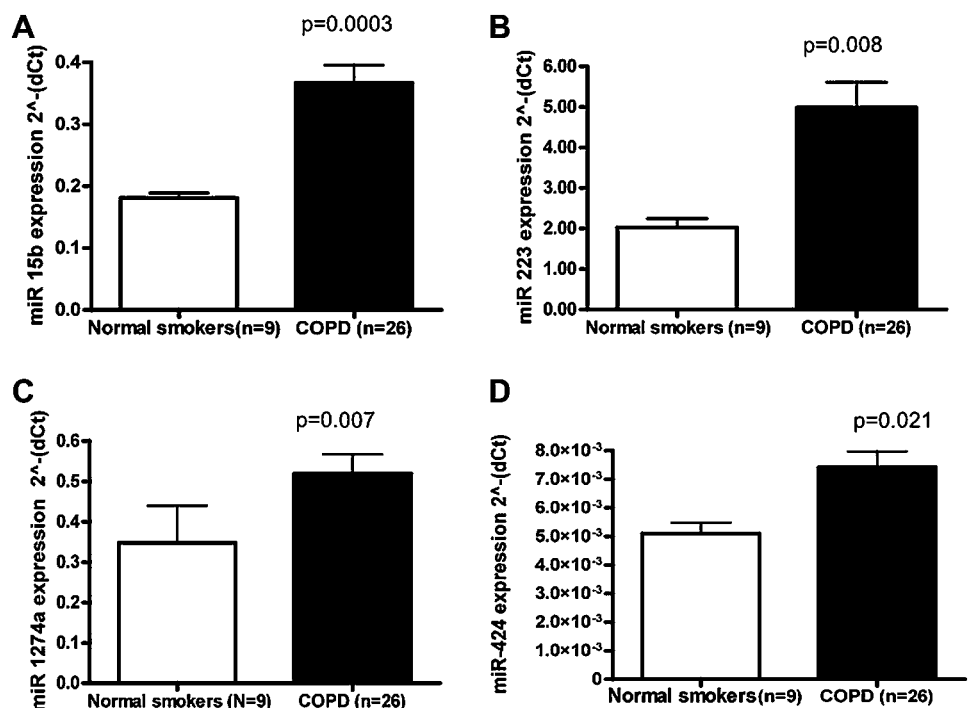 A
p=0.0003
miR 15b expression 2^-(dCt)
0.4
0.3
0.2
0.1
0.0
Normal smokers(n=9)
COPD (n=26)
B
p=0.008
miR 223 expression 2^-(dCt)
6.00
5.00
4.00
3.00
2.00
1.00
0.00
Normal smokers (n=9)
COPD (n=26)
C
p=0.007
miR 1274a expression 2^-(dCt)
0.6
0.5
0.4
0.3
0.2
0.1
0.0
Normal smokers (N=9)
COPD (n=26)
D
p=0.021
miR-424 expression 2^-(dCt)
8.0×10⁻³
7.0×10⁻³
6.0×10⁻³
5.0×10⁻³
4.0×10⁻³
3.0×10⁻³
2.0×10⁻³
1.0×10⁻³
0
Normal smokers(n=9)
COPD (n=26)